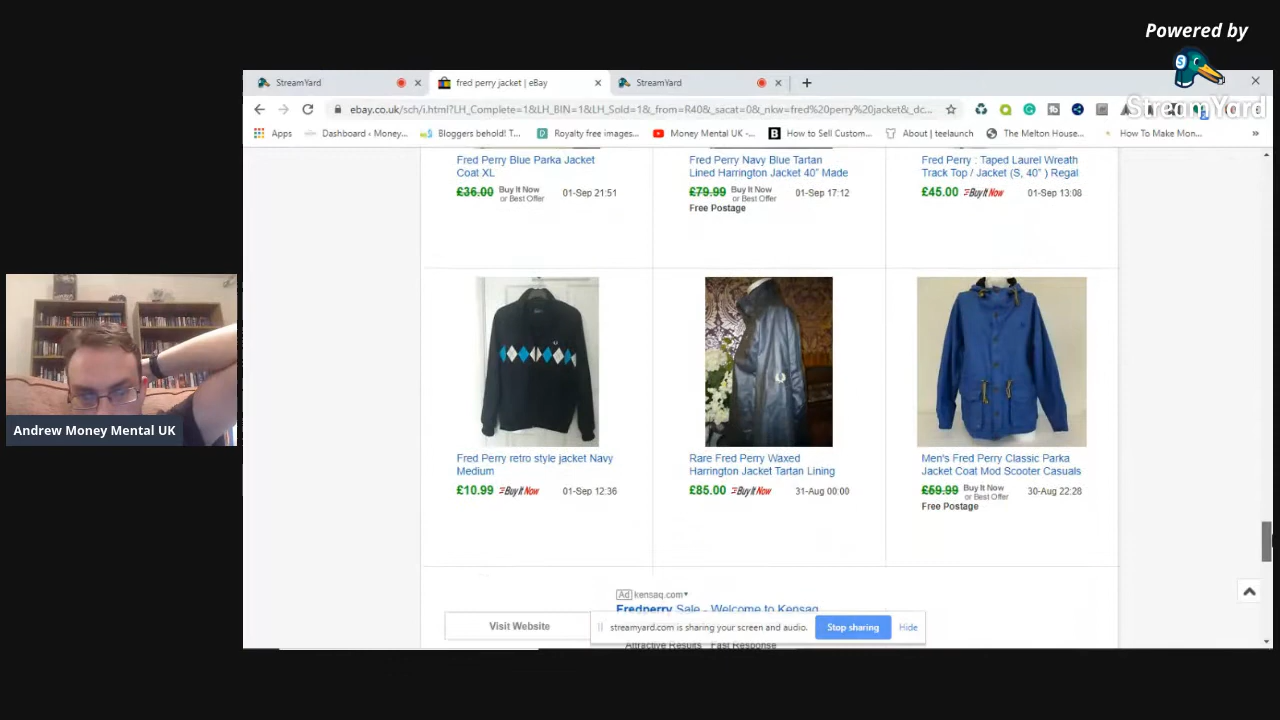 Powered by
StreamYard
StreamYard
fred perry jacket | eBay
StreamYard
ebay.co.uk/sch/i.html?LH_Complete=1&LH_BIN=1&LH_Sold=1&_from=R40&_sacat=0&_nkw=fred%20perry%20jacket&_dc...
Apps
Dashboard ‹ Money...
Bloggers behold! T...
Royalty free images...
Money Mental UK -...
How to Sell Custom...
About | teelaunch
The Melton House...
How To Make Mon...
Fred Perry Blue Parka Jacket
Coat XL
£36.00 Buy It Now
or Best Offer
01-Sep 21:51
Fred Perry Navy Blue Tartan
Lined Harrington Jacket 40" Made
£79.99 Buy It Now
or Best Offer
01-Sep 17:12
Free Postage
Fred Perry : Taped Laurel Wreath
Track Top / Jacket (S, 40" ) Regal
£45.00 Buy It Now
01-Sep 13:08
Fred Perry retro style jacket Navy
Medium
£10.99 Buy It Now
01-Sep 12:36
Rare Fred Perry Waxed
Harrington Jacket Tartan Lining
£85.00 Buy It Now
31-Aug 00:00
Men's Fred Perry Classic Parka
Jacket Coat Mod Scooter Casuals
£59.99 Buy It Now
or Best Offer
30-Aug 22:28
Free Postage
Andrew Money Mental UK
Ad kensaq.com
Fredperry Sale - Welcome to Kensaq
Visit Website
streamyard.com is sharing your screen and audio.
Stop sharing
Hide
Attractive Results Fast Response